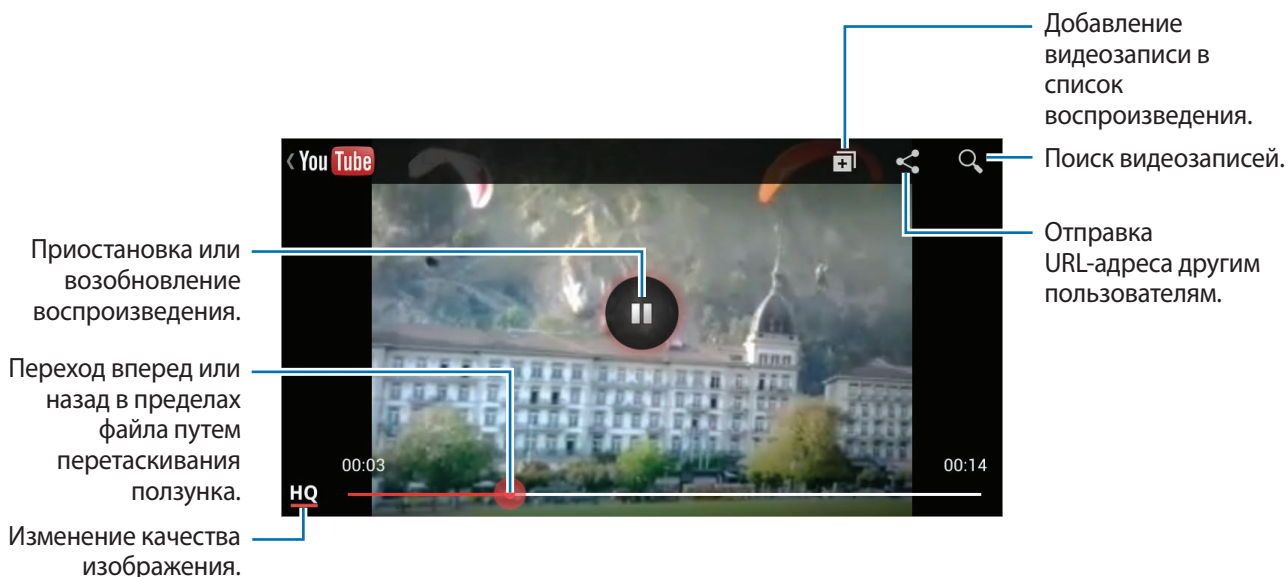 Добавление
видеозаписи в
список
воспроизведения.
You Tube
Поиск видеозаписей.
Отправка
URL-адреса другим
пользователям.
Приостановка или
возобновление
воспроизведения.
Переход вперед или
назад в пределах
файла путем
перетаскивания
ползунка.
00:03
00:14
HQ
Изменение качества
изображения.